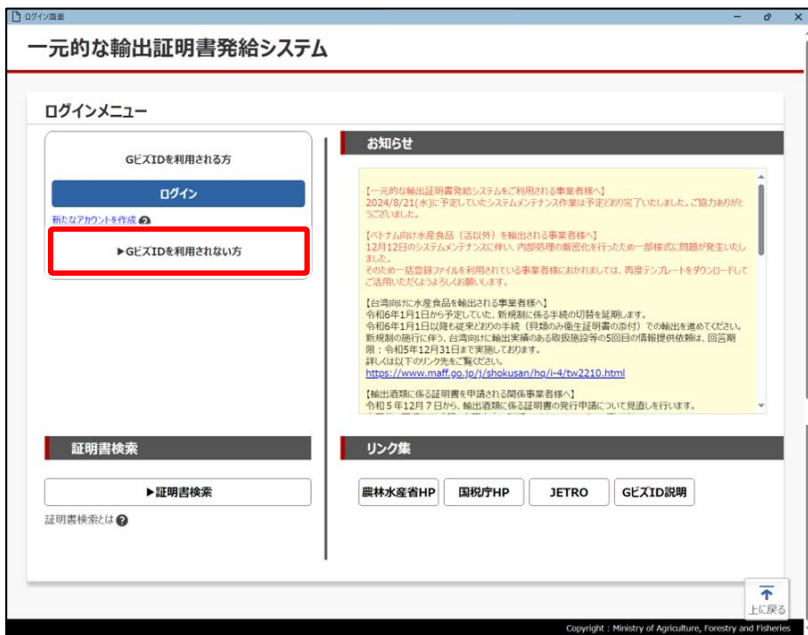 ログイン画面
一元的な輸出証明書発給システム
ログインメニュー
GビズIDを利用される方
ログイン
新たなアカウントを作成 ?
▶GビズIDを利用されない方
お知らせ
【一元的な輸出証明書発給システムをご利用される事業者様へ】
2024/8/21(水)に予定していたシステムメンテナンス作業は予定どおり完了いたしました。ご協力ありがと
うございました。
【ベトナム向け水産食品（活以外）を輸出される事業者様へ】
12月12日のシステムメンテナンスに伴い、内部処理の厳密化を行ったため一部様式に問題が発生いたし
ました。
そのため一括登録ファイルを利用されている事業者様におかれましては、再度テンプレートをダウンロードして
ご活用いただくようよろしくお願いします。
【台湾向けに水産食品を輸出される事業者様へ】
令和6年1月1日から予定していた、新規制に係る手続の切替を延期します。
令和6年1月1日以降も従来どおりの手続（貝類のみ衛生証明書の添付）での輸出を進めてください。
新規制の施行に伴う、台湾向けに輸出実績のある取扱施設等の5回目の情報提供依頼は、回答期
限：令和5年12月31日まで実施しております。
詳しくは以下のリンク先をご覧ください。
https://www.maff.go.jp/j/shokusan/hq/i-4/tw2210.html
【輸出酒類に係る証明書を申請される関係事業者様へ】
令和５年12月７日から、輸出酒類に係る証明書の発行申請について見直しを行います。
証明書検索
▶証明書検索
証明書検索とは ?
リンク集
農林水産省HP 国税庁HP JETRO GビズID説明
上に戻る
Copyright : Ministry of Agriculture, Forestry and Fisheries